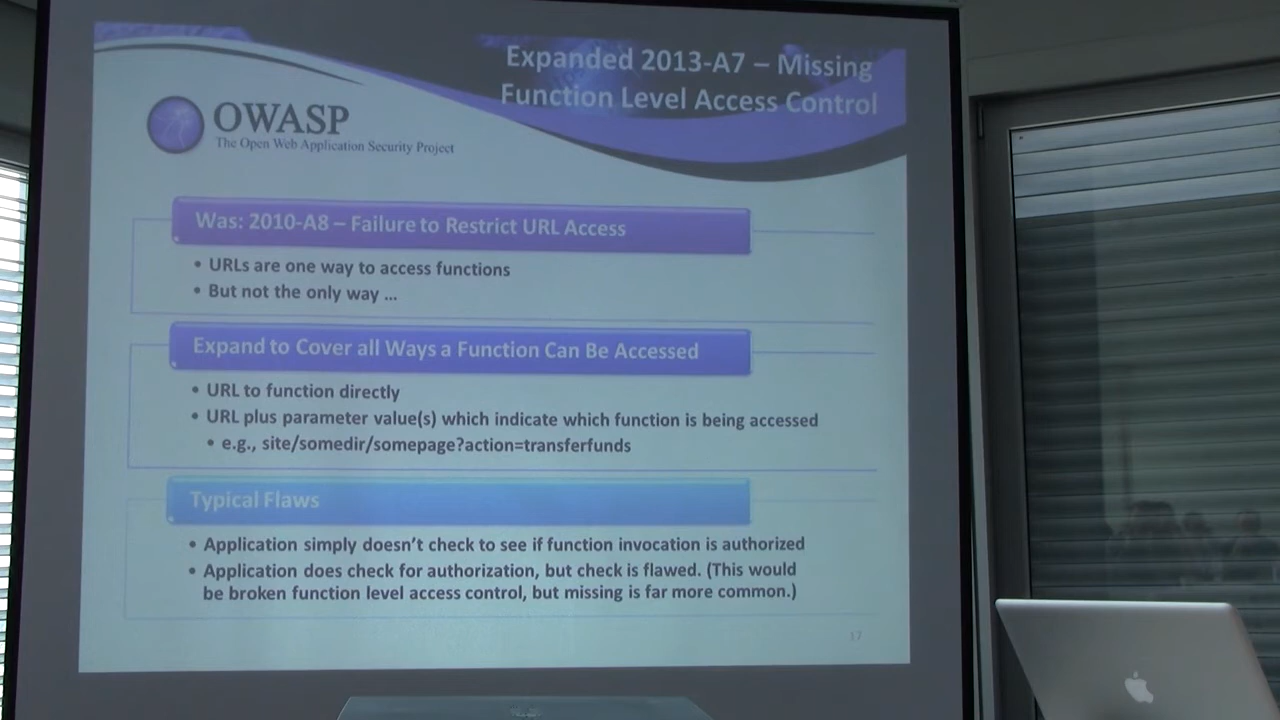 Expanded 2013-A7 – Missing
Function Level Access Control
OWASP
The Open Web Application Security Project
Was: 2010-A8 – Failure to Restrict URL Access
• URLs are one way to access functions
• But not the only way …
Expand to Cover all Ways a Function Can Be Accessed
• URL to function directly
• URL plus parameter value(s) which indicate which function is being accessed
• e.g., site/somedir/somepage?action=transferfunds
Typical Flaws
• Application simply doesn’t check to see if function invocation is authorized
• Application does check for authorization, but check is flawed. (This would
be broken function level access control, but missing is far more common.)
17